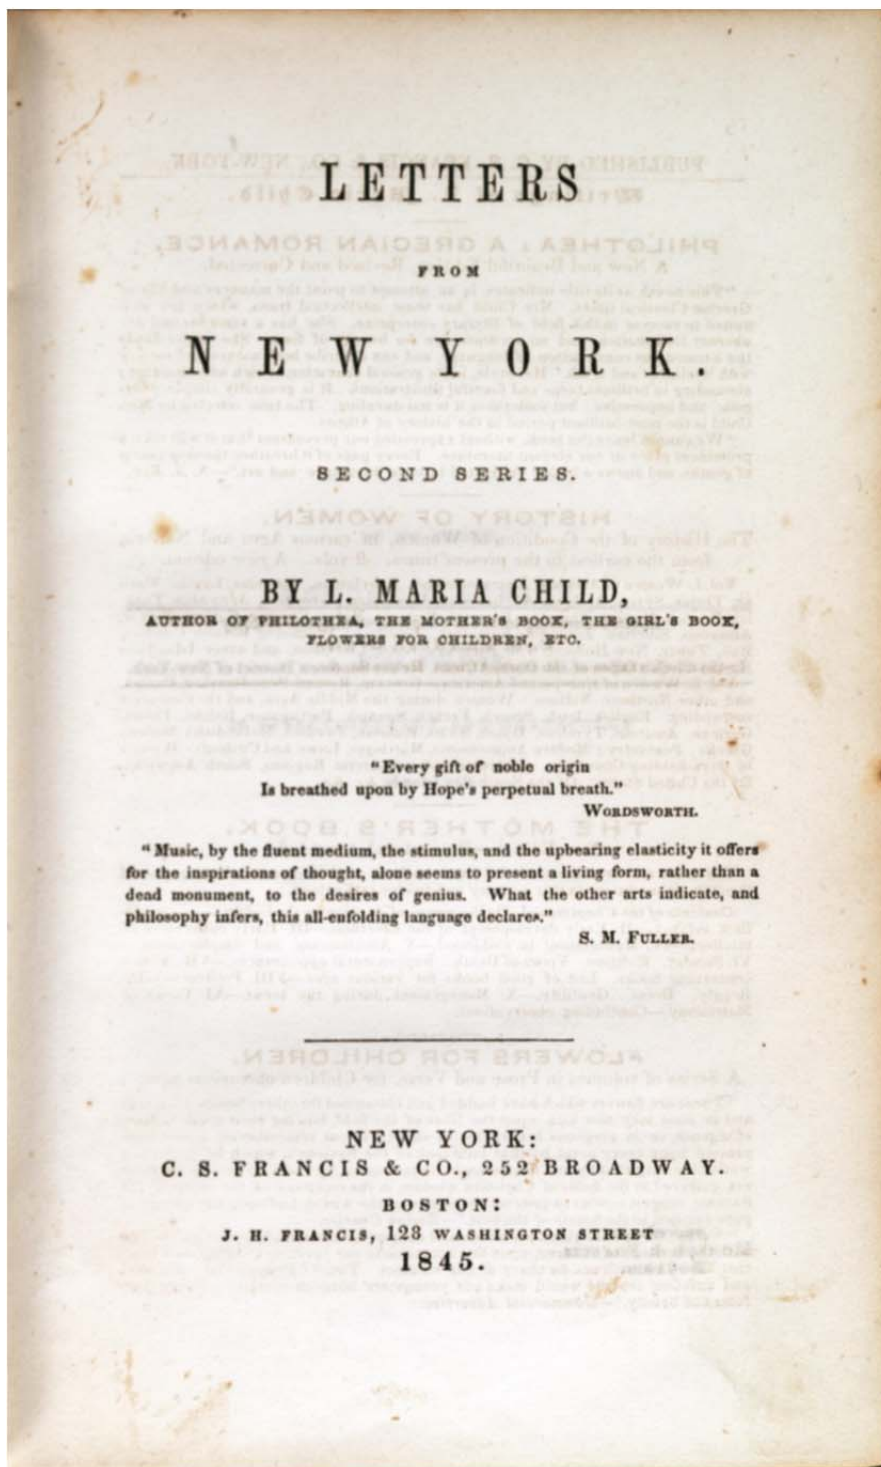 LETTERS
FROM
NEW YORK.
SECOND SERIES.
BY L. MARIA CHILD,
AUTHOR OF PHILOTHEA, THE MOTHER'S BOOK, THE GIRL'S BOOK,
FLOWERS FOR CHILDREN, ETC.
"Every gift of noble origin
Is breathed upon by Hope's perpetual breath."
WORDSWORTH.
"Music, by the fluent medium, the stimulus, and the upbearing elasticity it offers
for the inspirations of thought, alone seems to present a living form, rather than a
dead monument, to the desires of genius. What the other arts indicate, and
philosophy infers, this all-enfolding language declares."
S. M. FULLER.
NEW YORK:
C. S. FRANCIS & CO., 252 BROADWAY.
BOSTON:
J. H. FRANCIS, 128 WASHINGTON STREET
1845.